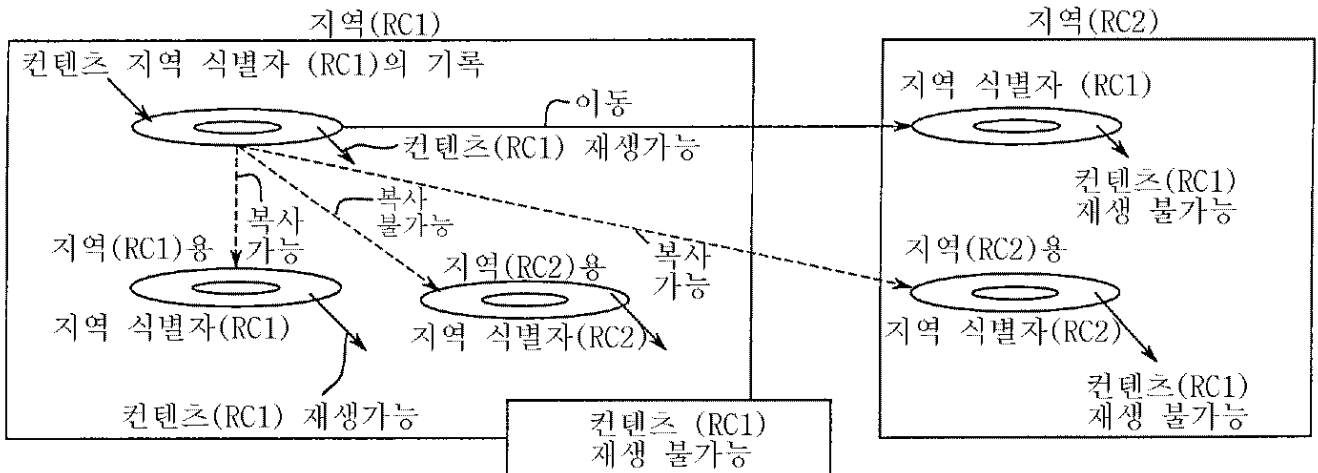 지역(RC1)
컨텐츠 지역 식별자 (RC1)의 기록
이동
컨텐츠(RC1) 재생가능
복사
가능
복사
불가능
복사
가능
지역(RC1)용
지역 식별자(RC1)
컨텐츠(RC1) 재생가능
지역(RC2)용
지역 식별자(RC2)
컨텐츠 (RC1)
재생 불가능
지역(RC2)
지역 식별자 (RC1)
컨텐츠(RC1)
재생 불가능
지역(RC2)용
지역 식별자(RC2)
컨텐츠(RC1)
재생 불가능